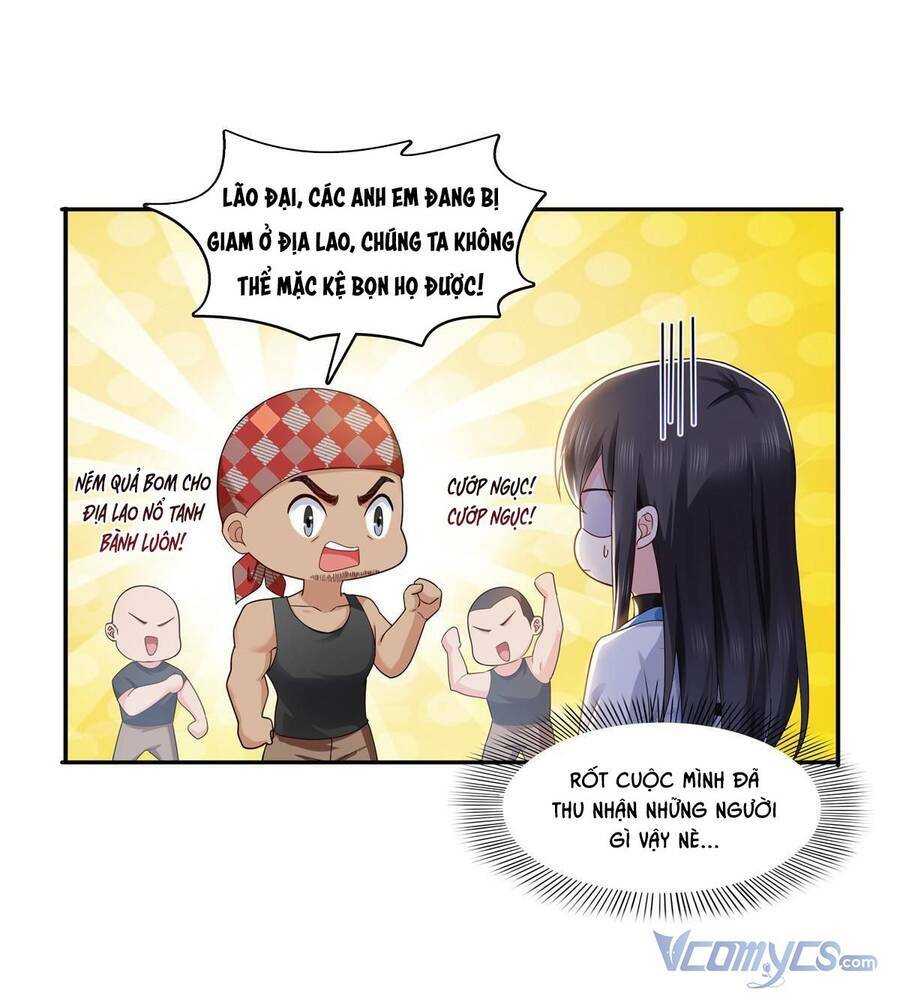 LÃO ĐẠI, CÁC ANH EM ĐANG BỊ
GIAM Ở ĐỊA LAO, CHÚNG TA KHÔNG
THỂ MẶC KỆ BỌN HỌ ĐƯỢC!
NÉM QUẢ BOM CHO
ĐỊA LAO NỔ TANH
BÀNH LUÔN!
CƯỚP NGỤC!
CƯỚP NGỤC!
RỐT CUỘC MÌNH ĐÃ
THU NHẬN NHỮNG NGƯỜI
GÌ VẬY NÈ...
VCOMYCS.com